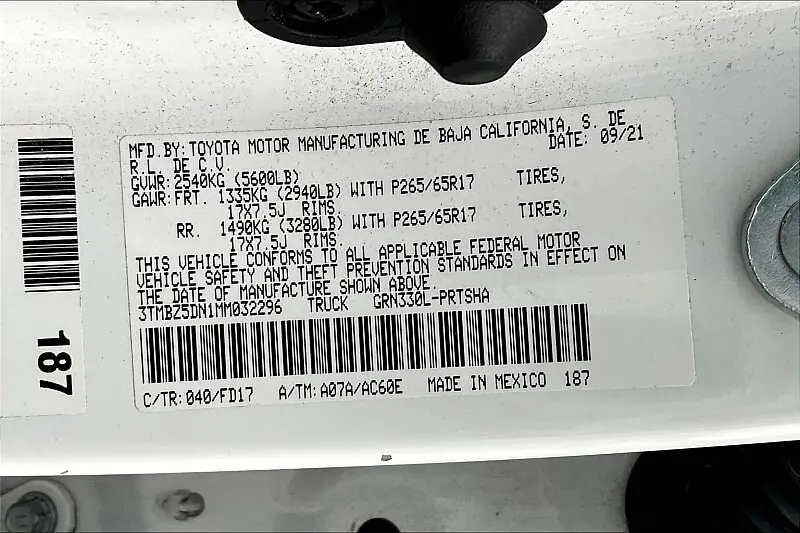 MFD.BY:TOYOTA MOTOR MANUFACTURING DE BAJA CALIFORNIA, S. DE
R.L. DE C.V. DATE: 09/21
GVWR:2540KG (5600LB)
GAWR:FRT. 1335KG (2940LB) WITH P265/65R17 TIRES,
17X7.5J RIMS.
RR. 1490KG (3280LB) WITH P265/65R17 TIRES,
17X7.5J RIMS.
THIS VEHICLE CONFORMS TO ALL APPLICABLE FEDERAL MOTOR
VEHICLE SAFETY AND THEFT PREVENTION STANDARDS IN EFFECT ON
THE DATE OF MANUFACTURE SHOWN ABOVE.
3TMBZ5DN1MM032296 TRUCK GRN330L-PRTSHA
C/TR:040/FD17 A/TM:A07A/AC60E MADE IN MEXICO 187
187